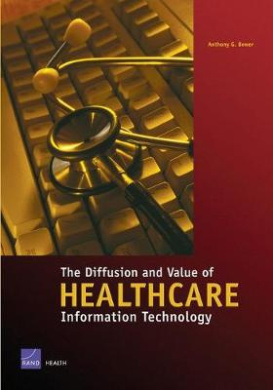 Anthony G. Bower
The Diffusion and Value of
HEALTHCARE
Information Technology
RAND HEALTH